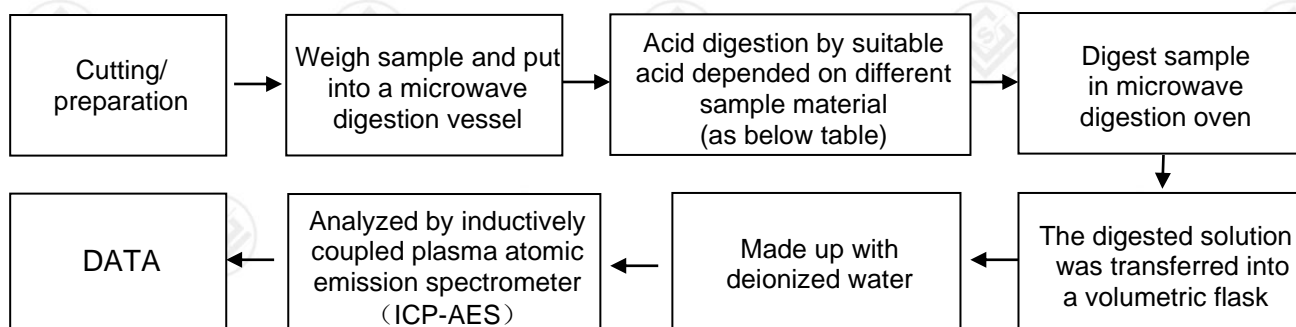 Cutting/
preparation
Weigh sample and put
into a microwave
digestion vessel
Acid digestion by suitable
acid depended on different
sample material
(as below table)
Digest sample
in microwave
digestion oven
The digested solution
was transferred into
a volumetric flask
Made up with
deionized water
Analyzed by inductively
coupled plasma atomic
emission spectrometer
（ICP-AES）
DATA